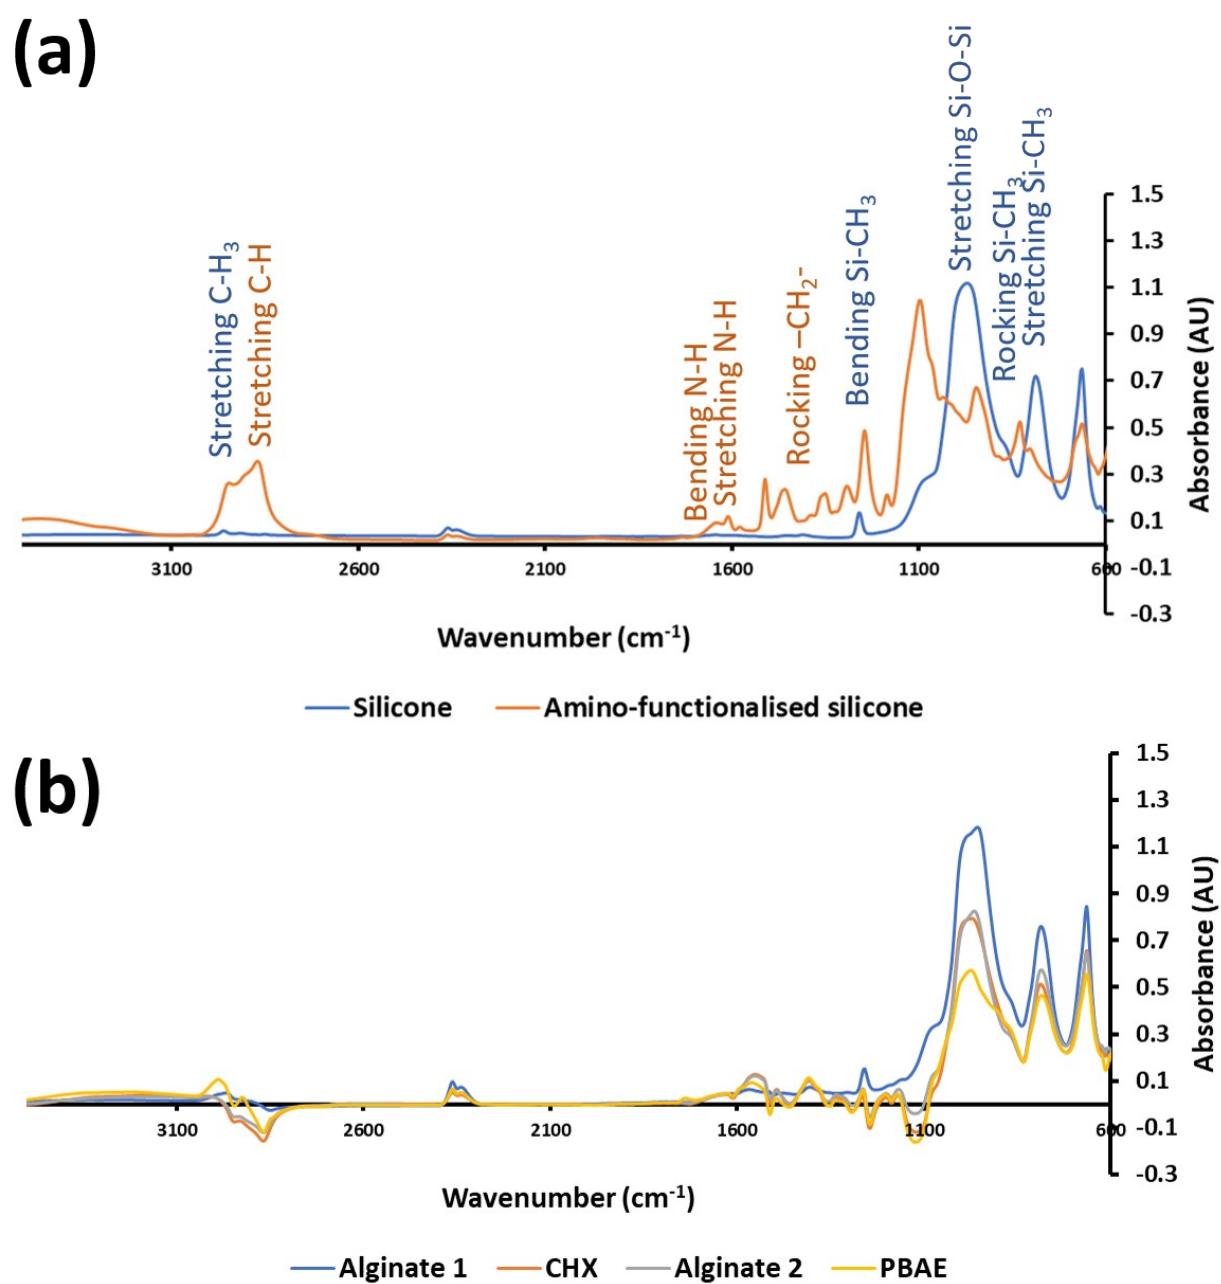 (a)
Stretching C-H3
Stretching C-H
Bending N-H
Stretching N-H
Rocking –CH2-
Bending Si-CH3
Stretching Si-O-Si
Rocking Si-CH3
Stretching Si-CH3
1.5
1.3
1.1
0.9
0.7
0.5
0.3
0.1
-0.1
-0.3
Absorbance (AU)
3100 2600 2100 1600 1100 600
Wavenumber (cm-1)
Silicone Amino-functionalised silicone
(b)
1.5
1.3
1.1
0.9
0.7
0.5
0.3
0.1
-0.1
-0.3
Absorbance (AU)
3100 2600 2100 1600 1100 600
Wavenumber (cm-1)
Alginate 1 CHX Alginate 2 PBAE